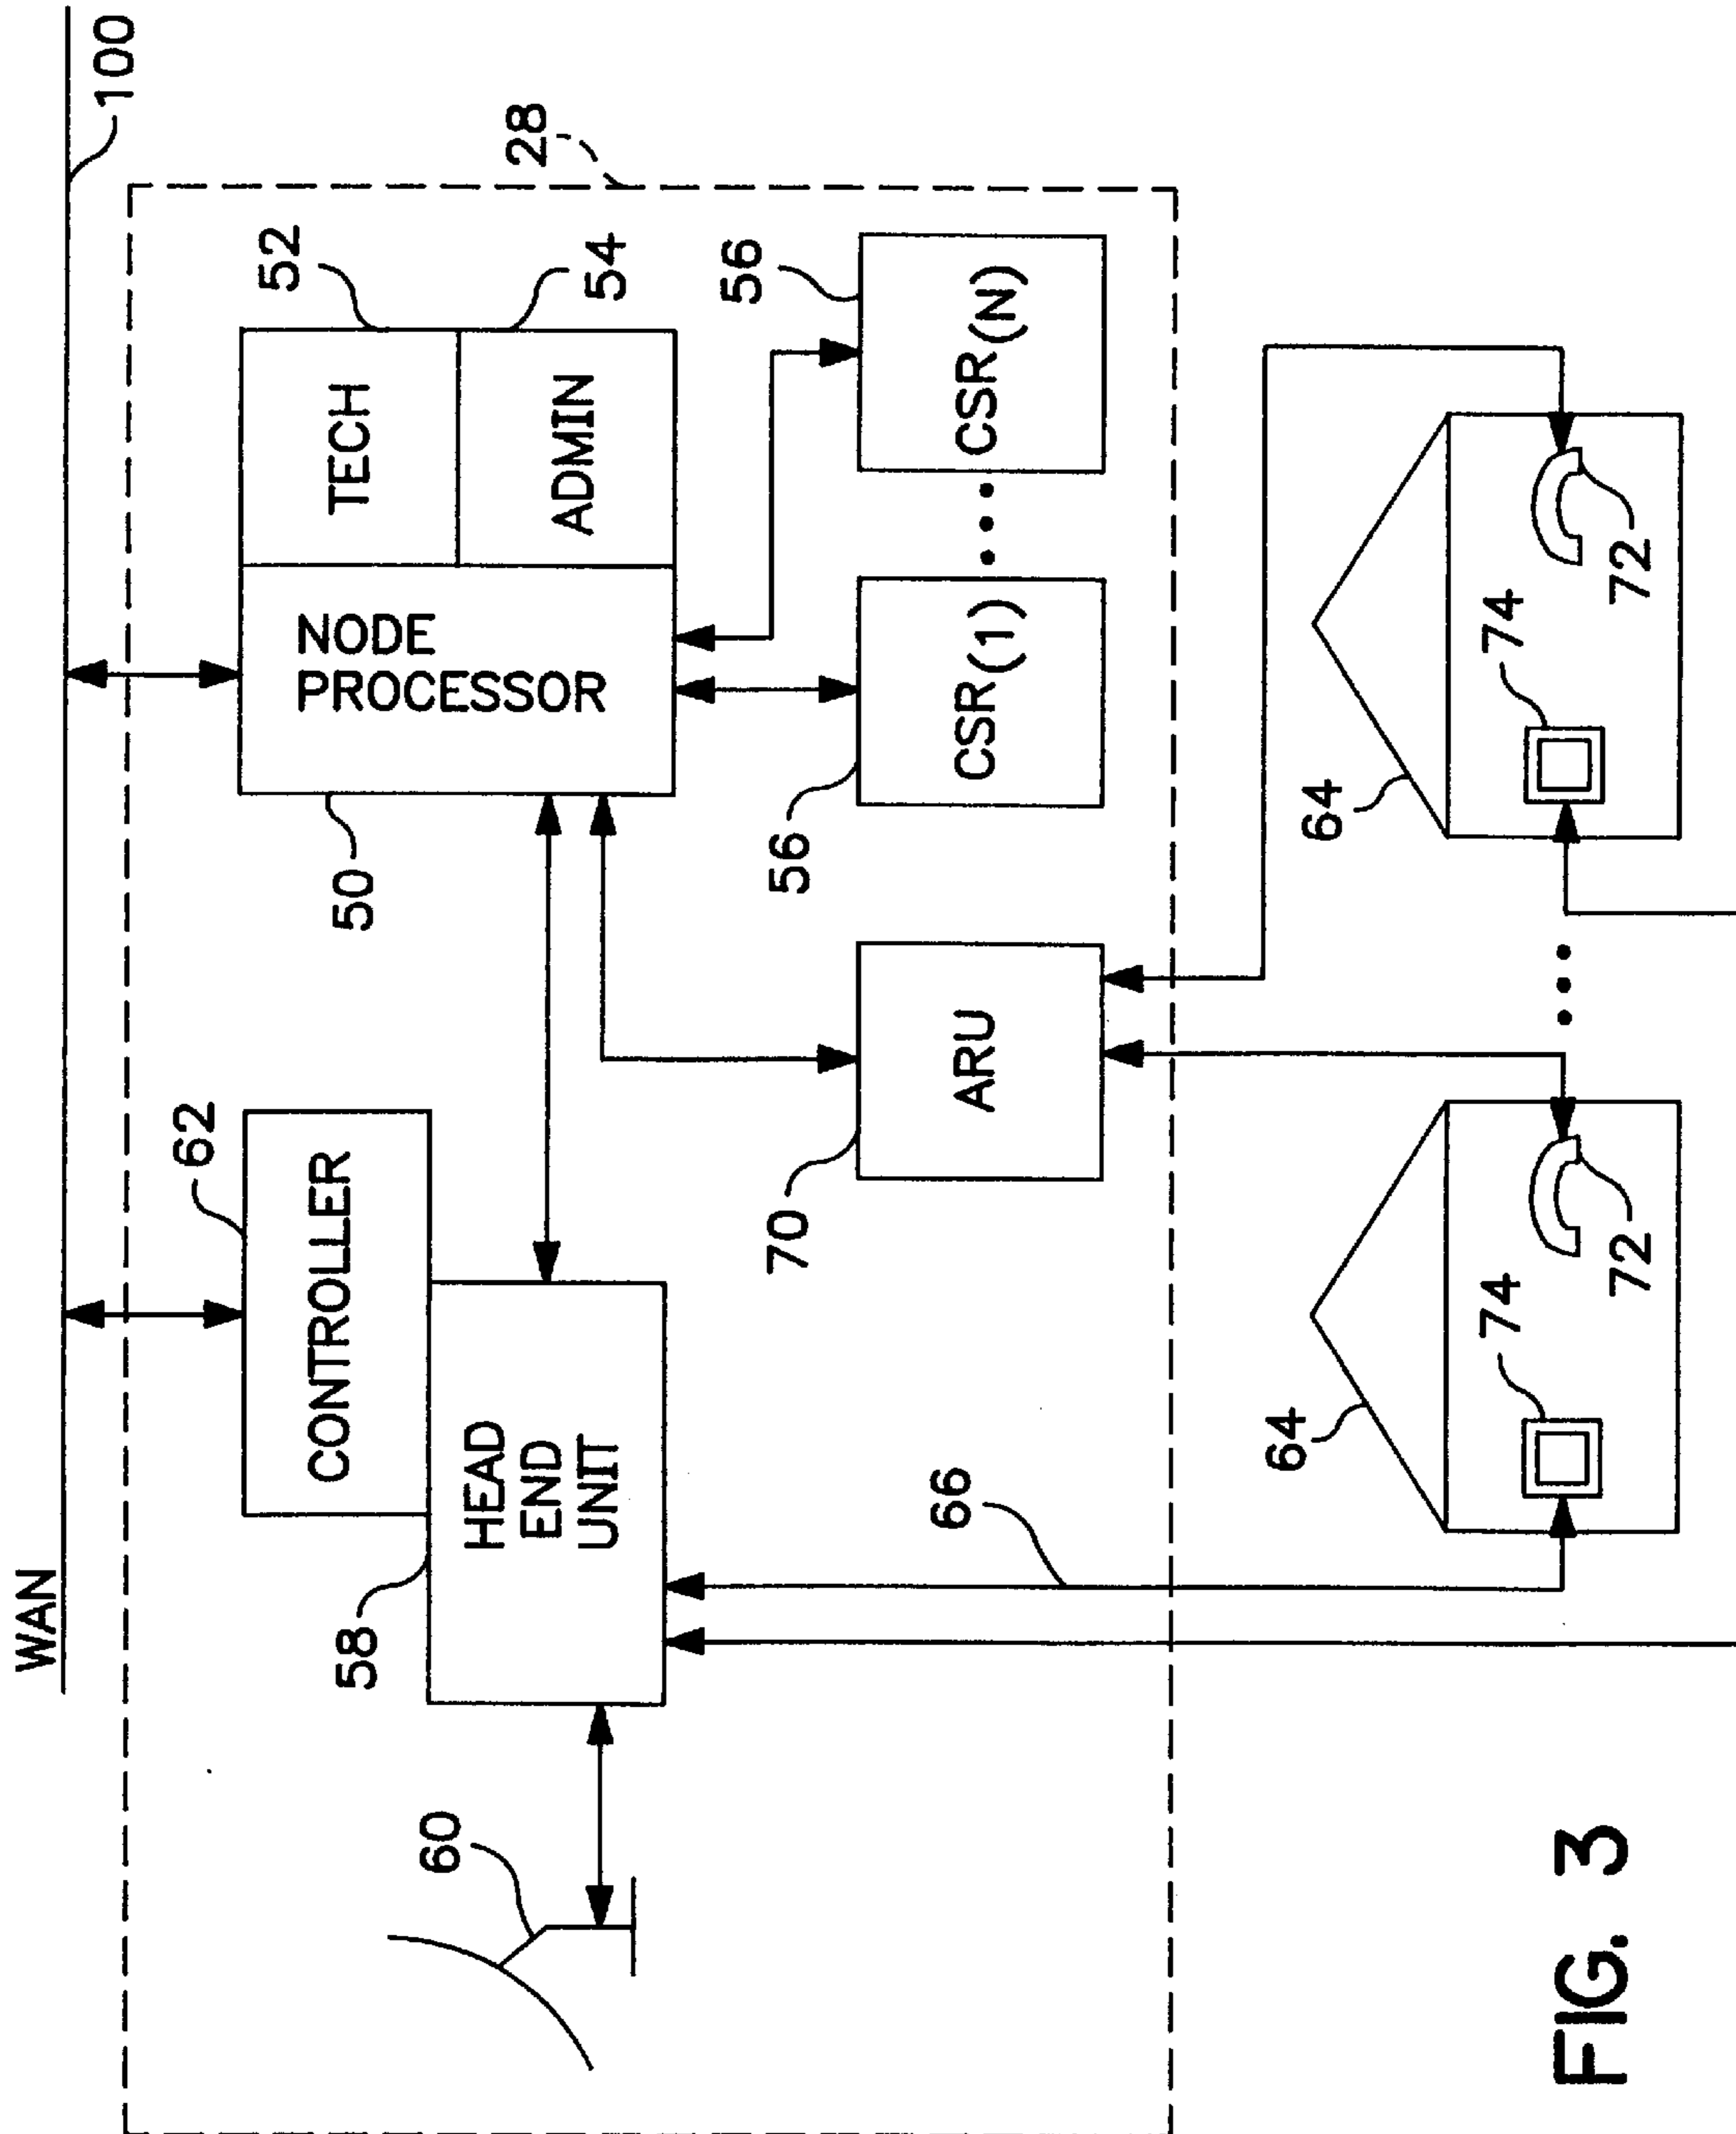 WAN
100
28
62
CONTROLLER
52
TECH
NODE
PROCESSOR
54
ADMIN
50
60
58
HEAD
END
UNIT
56
56
70
ARU
CSR(1)
CSR(N)
66
64
74
72
64
74
72
FIG. 3